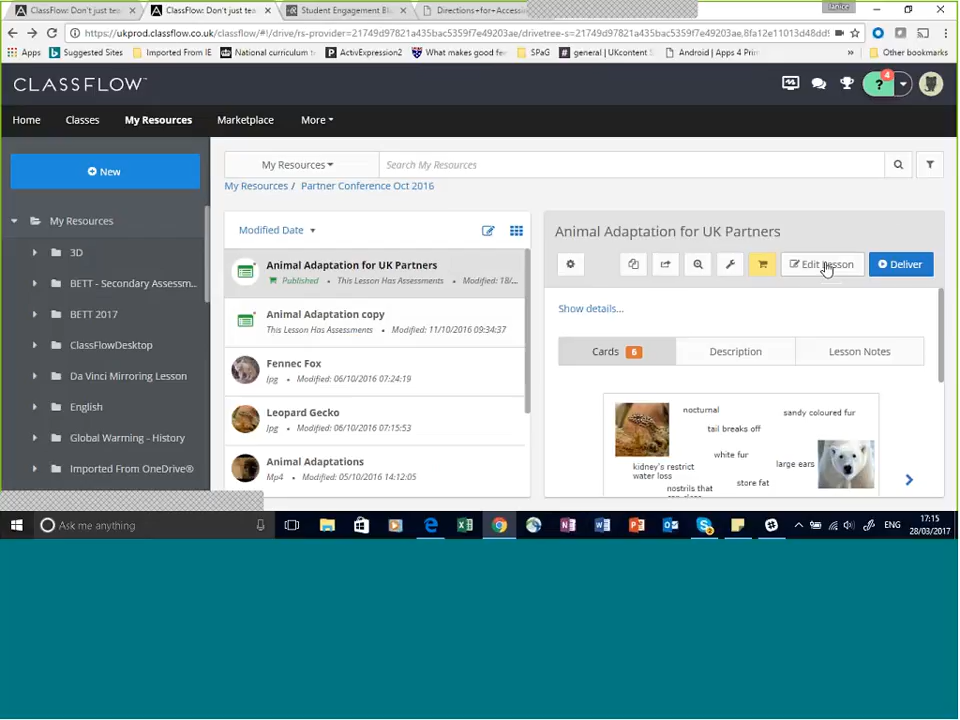 ClassFlow: Don't just tea
ClassFlow: Don't just tea
Student Engagement Bl
Directions+for+Access
Janice
https://ukprod.classflow.co.uk/classflow/#!/drive/rs-provider=21749d97821a435bac5359f7e49203ae/drivetree-s=21749d97821a435bac5359f7e49203ae,8fa12e11013d48dd
Apps
Suggested Sites
Imported From IE
National curriculum
ActivExpression2
What makes good fe
SPaG
general | UKcontent
Android | Apps 4 Pri
»
Other bookmarks
CLASSFLOW
4
?
Home
Classes
My Resources
Marketplace
More
New
My Resources
Search My Resources
My Resources / Partner Conference Oct 2016
My Resources
3D
BETT - Secondary Assessm...
BETT 2017
ClassFlowDesktop
Da Vinci Mirroring Lesson
English
Global Warming - History
Imported From OneDrive®
Modified Date
Animal Adaptation for UK Partners
Published • This Lesson Has Assessments • Modified: 18/...
Animal Adaptation copy
This Lesson Has Assessments • Modified: 11/10/2016 09:34:37
Fennec Fox
Jpg • Modified: 06/10/2016 07:24:19
Leopard Gecko
Jpg • Modified: 06/10/2016 07:15:53
Animal Adaptations
Mp4 • Modified: 05/10/2016 14:12:05
Animal Adaptation for UK Partners
Edit Lesson
Deliver
Show details...
Cards 6
Description
Lesson Notes
nocturnal
sandy coloured fur
tail breaks off
white fur
kidney's restrict
water loss
large ears
store fat
nostrils that
Ask me anything
ENG
17:15
28/03/2017